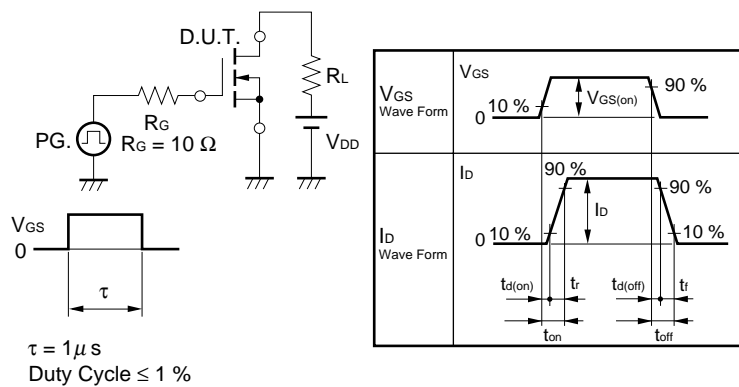 D.U.T.
RL
RG
PG.
RG = 10 Ω
VDD
VGS
0
τ
τ = 1μ s
Duty Cycle ≤ 1 %
VGS
Wave Form
VGS
10 %
0
VGS(on)
90 %
ID
Wave Form
ID
90 %
0 10 %
ID
90 %
10 %
td(on) tr td(off) tf
ton toff